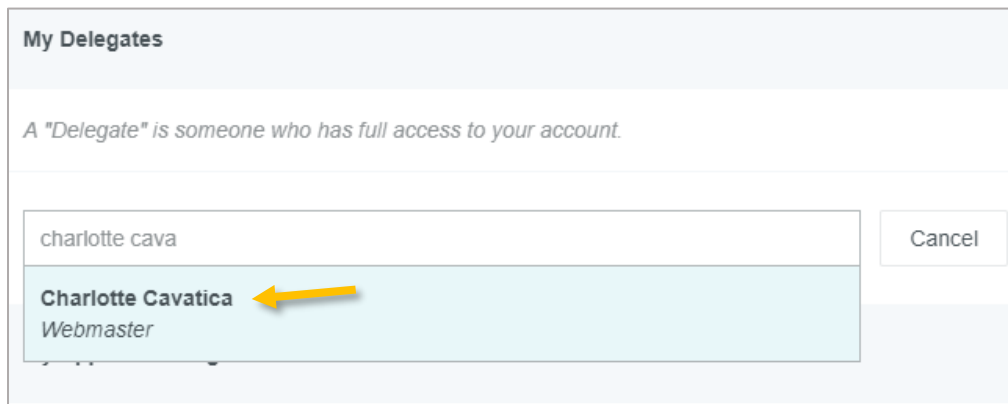 My Delegates
A "Delegate" is someone who has full access to your account.
charlotte cava
Cancel
Charlotte Cavatica
Webmaster